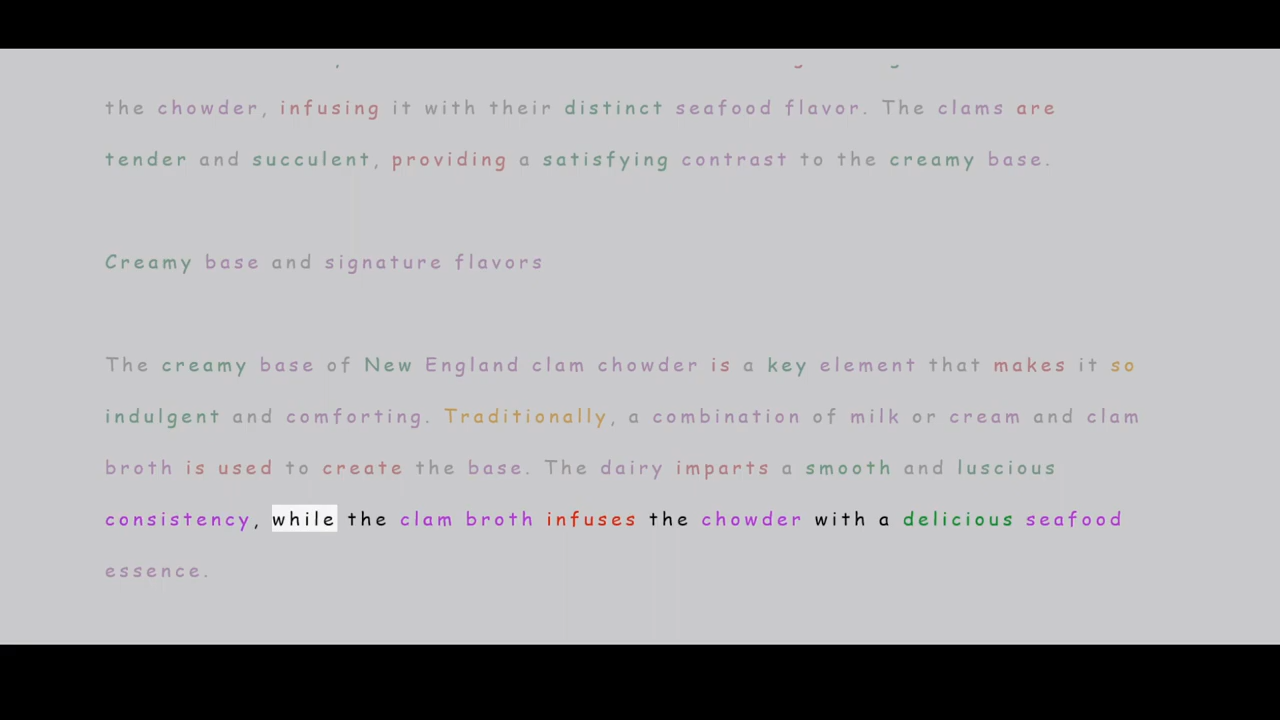 the chowder, infusing it with their distinct seafood flavor. The clams are
tender and succulent, providing a satisfying contrast to the creamy base.
Creamy base and signature flavors
The creamy base of New England clam chowder is a key element that makes it so
indulgent and comforting. Traditionally, a combination of milk or cream and clam
broth is used to create the base. The dairy imparts a smooth and luscious
consistency, while the clam broth infuses the chowder with a delicious seafood
essence.